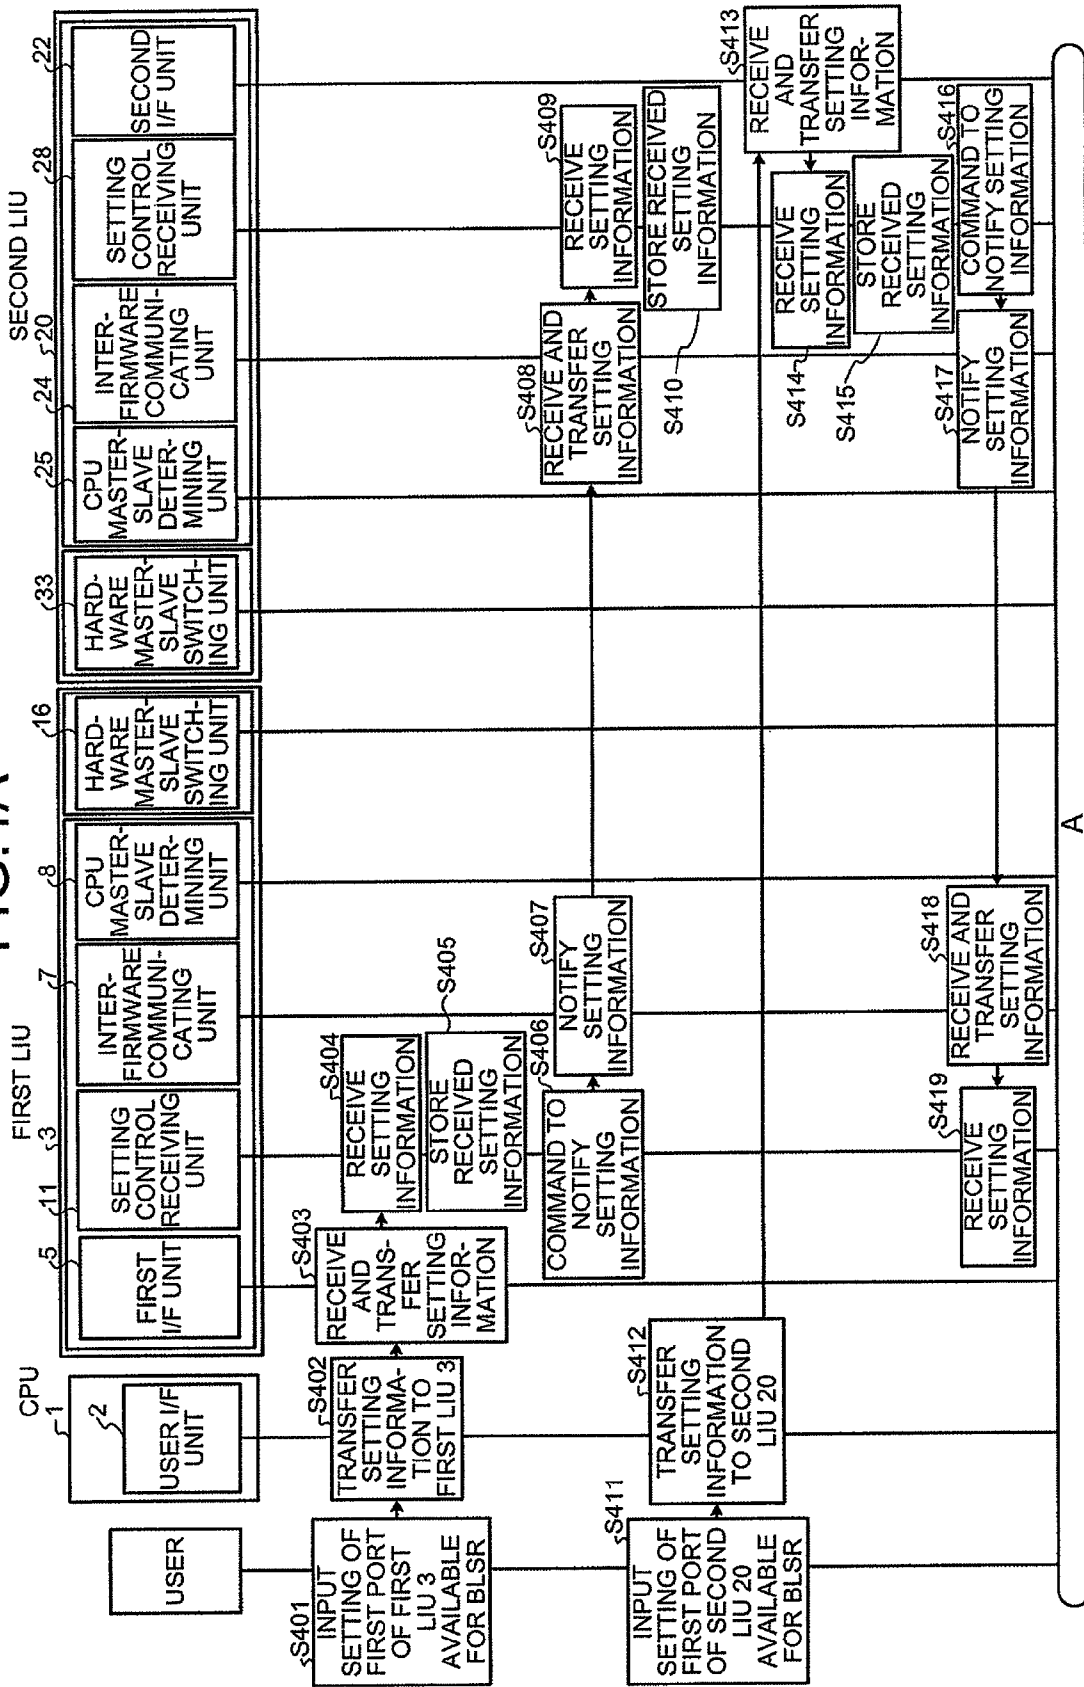 CPU
FIRST LIU
SECOND LIU
1
2
5
11
3
7
8
16
33
25
24
20
28
22
USER
USER I/F
UNIT
FIRST
I/F UNIT
SETTING
CONTROL
RECEIVING
UNIT
INTER-
FIRMWARE
COMMUNI-
CATING
UNIT
CPU
MASTER-
SLAVE
DETER-
MINING
UNIT
HARD-
WARE
MASTER-
SLAVE
SWITCH-
ING UNIT
HARD-
WARE
MASTER-
SLAVE
SWITCH-
ING UNIT
CPU
MASTER-
SLAVE
DETER-
MINING
UNIT
INTER-
FIRMWARE
COMMUNI-
CATING
UNIT
SETTING
CONTROL
RECEIVING
UNIT
SECOND
I/F UNIT
S401
INPUT
SETTING OF
FIRST PORT
OF FIRST
LIU 3
AVAILABLE
FOR BLSR
S402
TRANSFER
SETTING
INFORMA-
TION TO
FIRST LIU 3
S403
RECEIVE
AND
TRANS-
FER
SETTING
INFOR-
MATION
S404
RECEIVE
SETTING
INFORMATION
S405
STORE
RECEIVED
SETTING
INFORMATION
S406
COMMAND TO
NOTIFY
SETTING
INFORMATION
S407
NOTIFY
SETTING
INFORMATION
S408
RECEIVE AND
TRANSFER
SETTING
INFORMATION
S409
RECEIVE
SETTING
INFORMATION
S410
STORE RECEIVED
SETTING
INFORMATION
S411
INPUT
SETTING OF
FIRST PORT
OF SECOND
LIU 20
AVAILABLE
FOR BLSR
S412
TRANSFER
SETTING
INFORMATION
TO SECOND
LIU 20
S413
RECEIVE
AND
TRANSFER
SETTING
INFOR-
MATION
S414
RECEIVE
SETTING
INFORMATION
S415
STORE
RECEIVED
SETTING
INFORMATION
S416
COMMAND TO
NOTIFY SETTING
INFORMATION
S417
NOTIFY
SETTING
INFORMATION
S418
RECEIVE AND
TRANSFER
SETTING
INFORMATION
S419
RECEIVE
SETTING
INFORMATION
A